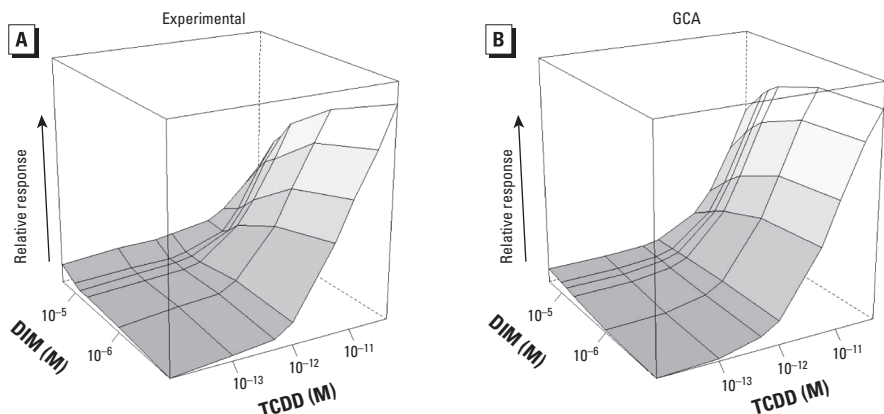 A
Experimental
Relative response
10⁻⁵
10⁻⁶
DIM (M)
10⁻¹³
10⁻¹²
10⁻¹¹
TCDD (M)
B
GCA
Relative response
10⁻⁵
10⁻⁶
DIM (M)
10⁻¹³
10⁻¹²
10⁻¹¹
TCDD (M)